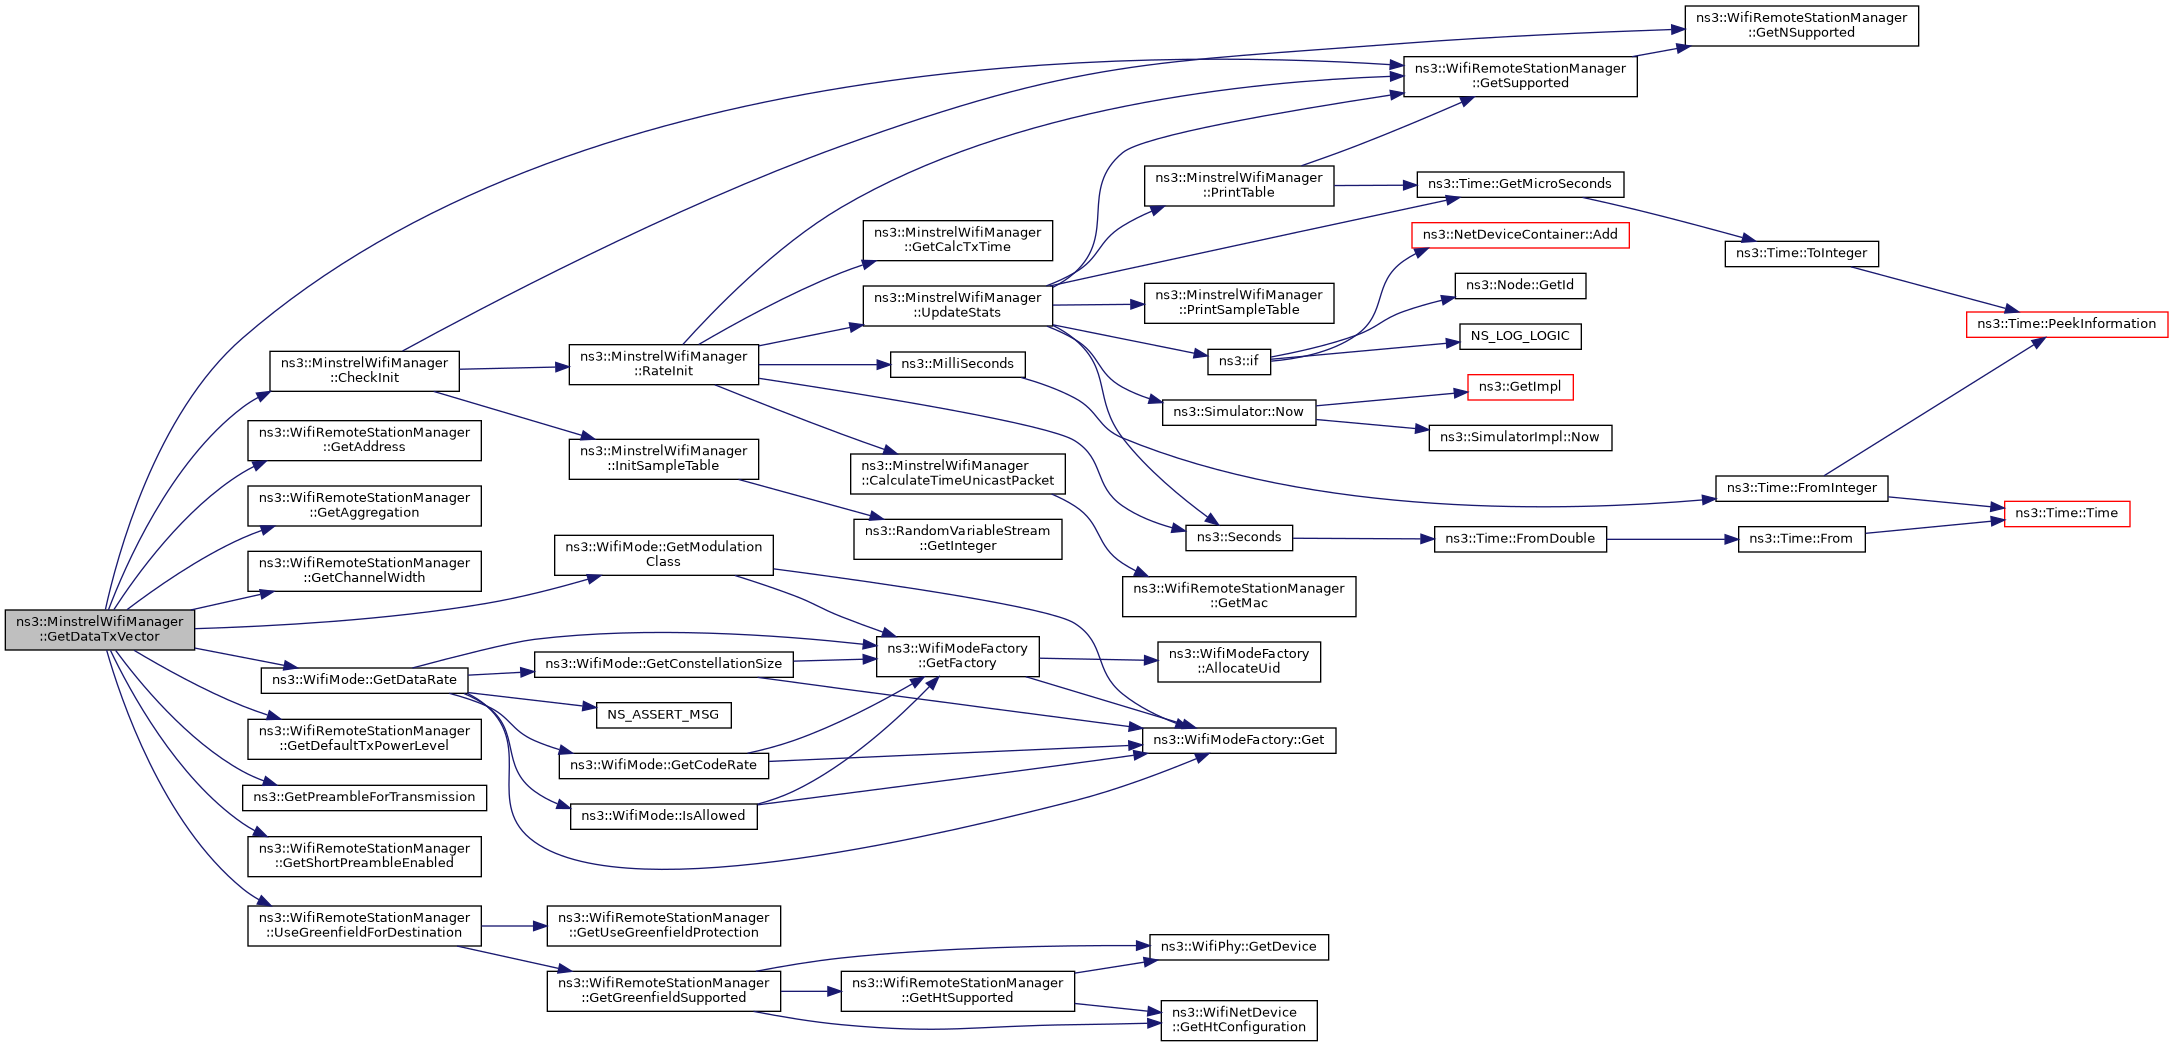 ns3::MinstrelWifiManager
::GetDataTxVector
ns3::MinstrelWifiManager
::CheckInit
ns3::WifiRemoteStationManager
::GetAddress
ns3::WifiRemoteStationManager
::GetAggregation
ns3::WifiRemoteStationManager
::GetChannelWidth
ns3::WifiMode::GetDataRate
ns3::WifiRemoteStationManager
::GetDefaultTxPowerLevel
ns3::GetPreambleForTransmission
ns3::WifiRemoteStationManager
::GetShortPreambleEnabled
ns3::WifiRemoteStationManager
::UseGreenfieldForDestination
ns3::MinstrelWifiManager
::RateInit
ns3::MinstrelWifiManager
::InitSampleTable
ns3::WifiMode::GetModulation
Class
ns3::WifiMode::GetConstellationSize
NS_ASSERT_MSG
ns3::WifiMode::GetCodeRate
ns3::WifiMode::IsAllowed
ns3::WifiRemoteStationManager
::GetUseGreenfieldProtection
ns3::WifiRemoteStationManager
::GetGreenfieldSupported
ns3::MinstrelWifiManager
::GetCalcTxTime
ns3::MinstrelWifiManager
::UpdateStats
ns3::MilliSeconds
ns3::MinstrelWifiManager
::CalculateTimeUnicastPacket
ns3::RandomVariableStream
::GetInteger
ns3::WifiModeFactory
::GetFactory
ns3::WifiRemoteStationManager
::GetHtSupported
ns3::MinstrelWifiManager
::PrintTable
ns3::MinstrelWifiManager
::PrintSampleTable
ns3::if
ns3::Simulator::Now
ns3::Seconds
ns3::WifiRemoteStationManager
::GetMac
ns3::WifiModeFactory
::AllocateUid
ns3::WifiModeFactory::Get
ns3::WifiPhy::GetDevice
ns3::WifiNetDevice
::GetHtConfiguration
ns3::WifiRemoteStationManager
::GetSupported
ns3::Time::GetMicroSeconds
ns3::NetDeviceContainer::Add
ns3::Node::GetId
NS_LOG_LOGIC
ns3::GetImpl
ns3::SimulatorImpl::Now
ns3::Time::FromDouble
ns3::WifiRemoteStationManager
::GetNSupported
ns3::Time::ToInteger
ns3::Time::FromInteger
ns3::Time::From
ns3::Time::PeekInformation
ns3::Time::Time